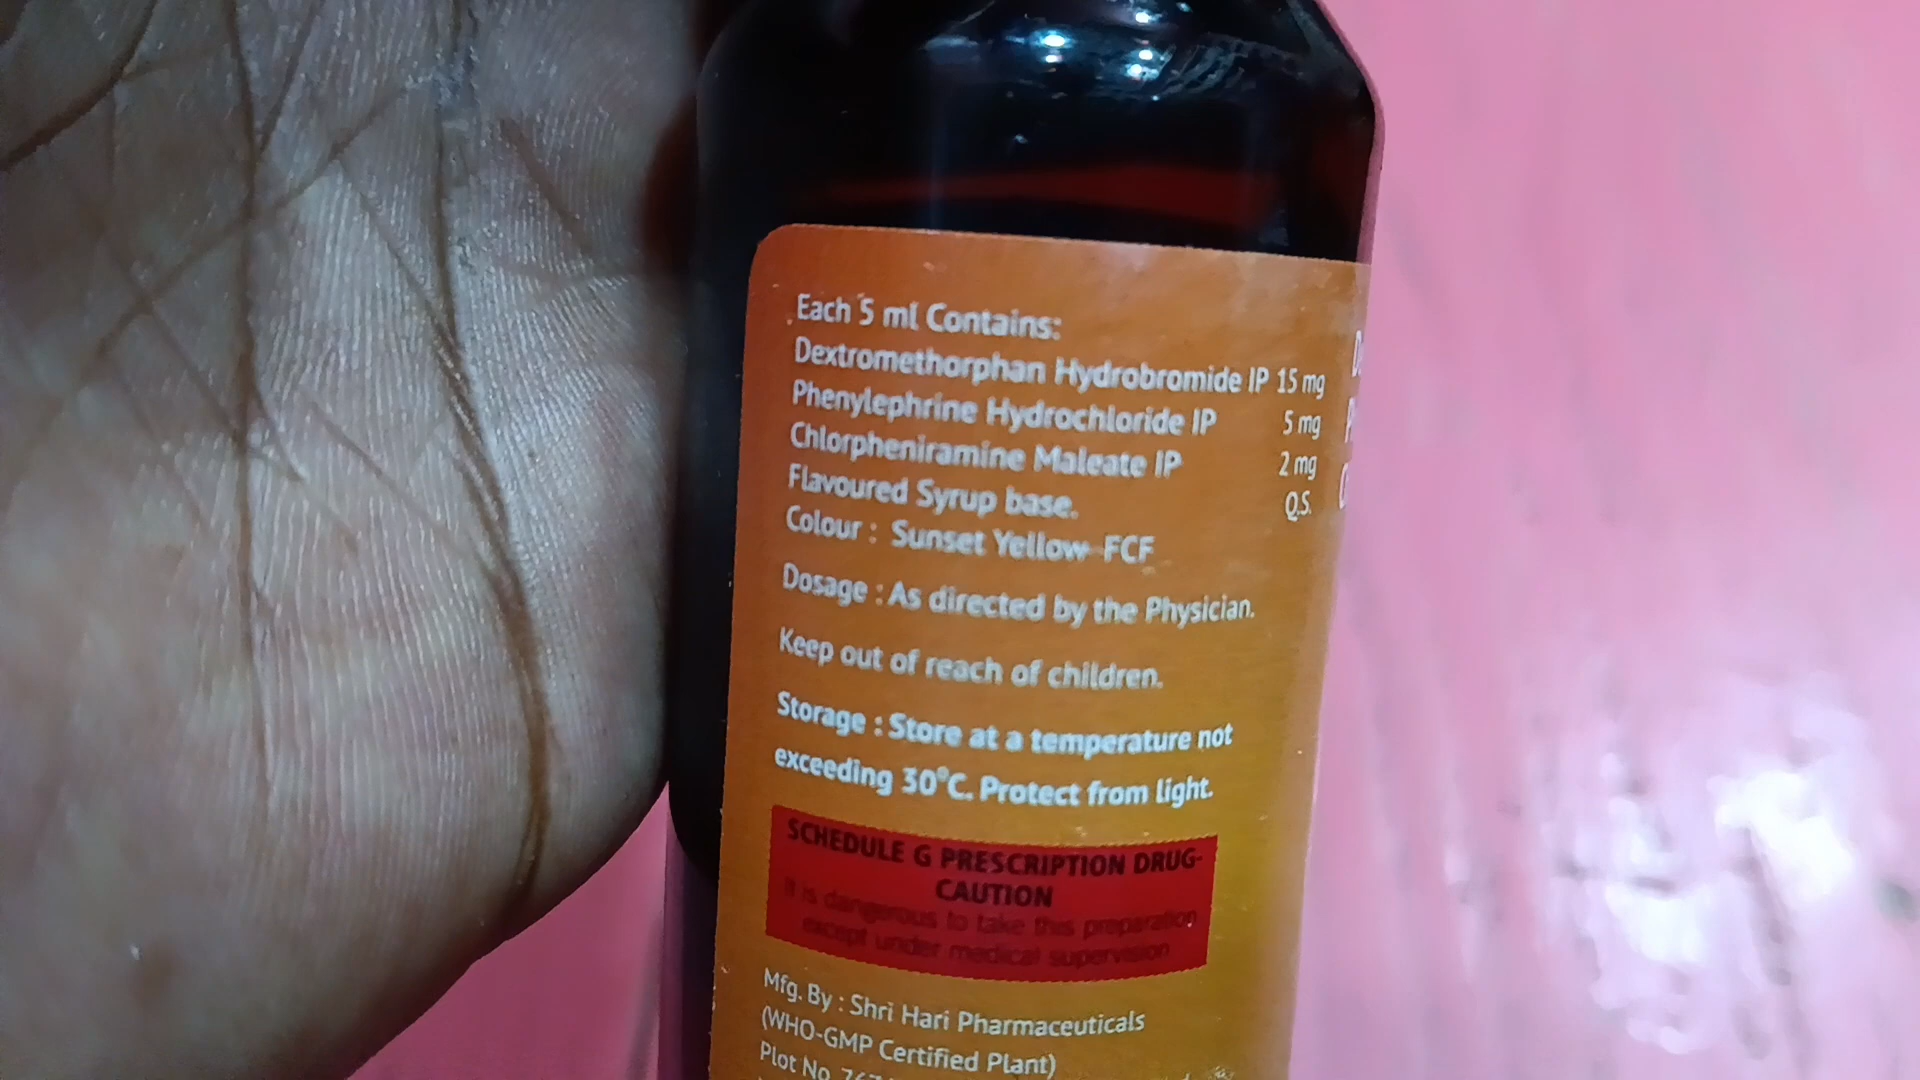 Each 5 ml Contains:
Dextromethorphan Hydrobromide IP 15 mg
Phenylephrine Hydrochloride IP 5 mg
Chlorpheniramine Maleate IP 2 mg
Flavoured Syrup base. Q.S.
Colour : Sunset Yellow FCF
Dosage : As directed by the Physician.
Keep out of reach of children.
Storage : Store at a temperature not
exceeding 30°C. Protect from light.
SCHEDULE G PRESCRIPTION DRUG-
CAUTION
It is dangerous to take this preparation
except under medical supervision
Mfg. By : Shri Hari Pharmaceuticals
(WHO-GMP Certified Plant)
Plot No.